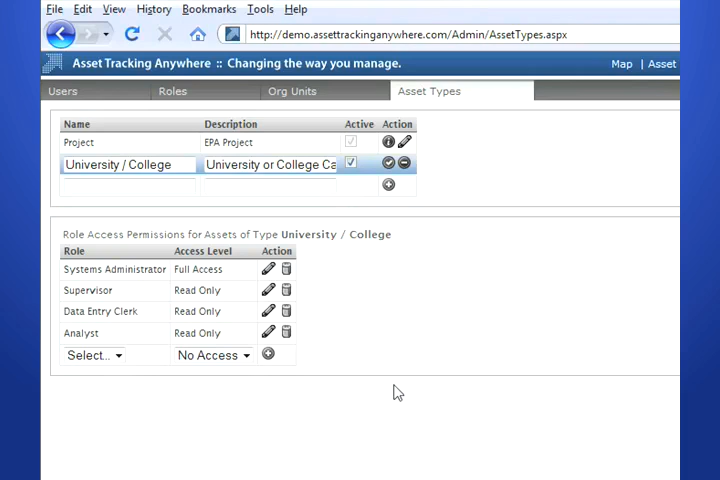 File Edit View History Bookmarks Tools Help
http://demo.assettrackinganywhere.com/Admin/AssetTypes.aspx
Asset Tracking Anywhere :: Changing the way you manage. Map | Asset
Users Roles Org Units Asset Types
Name Description Active Action
Project EPA Project
University / College University or College Ca
Role Access Permissions for Assets of Type University / College
Role Access Level Action
Systems Administrator Full Access
Supervisor Read Only
Data Entry Clerk Read Only
Analyst Read Only
Select... No Access